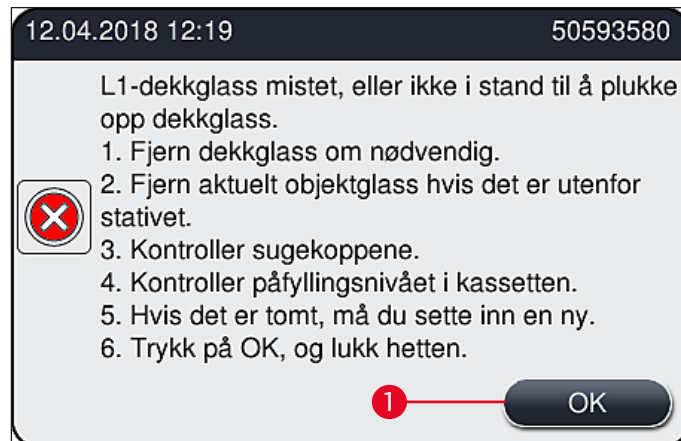 12.04.2018 12:19 50593580
L1-dekkglass mistet, eller ikke i stand til å plukke
opp dekkglass.
1. Fjern dekkglass om nødvendig.
2. Fjern aktuelt objektglass hvis det er utenfor
stativet.
3. Kontroller sugekoppene.
4. Kontroller påfyllingsnivået i kassetten.
5. Hvis det er tomt, må du sette inn en ny.
6. Trykk på OK, og lukk hetten.
1 OK